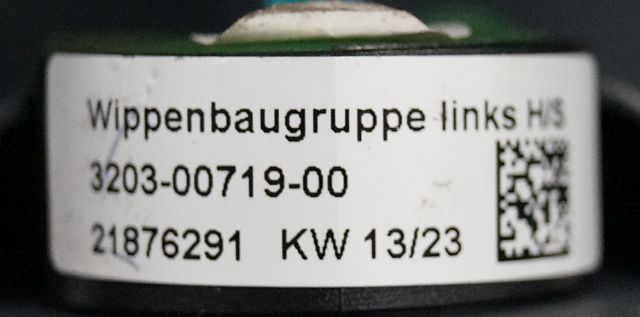 Wippenbaugruppe links H/S
3203-00719-00
21876291 KW 13/23